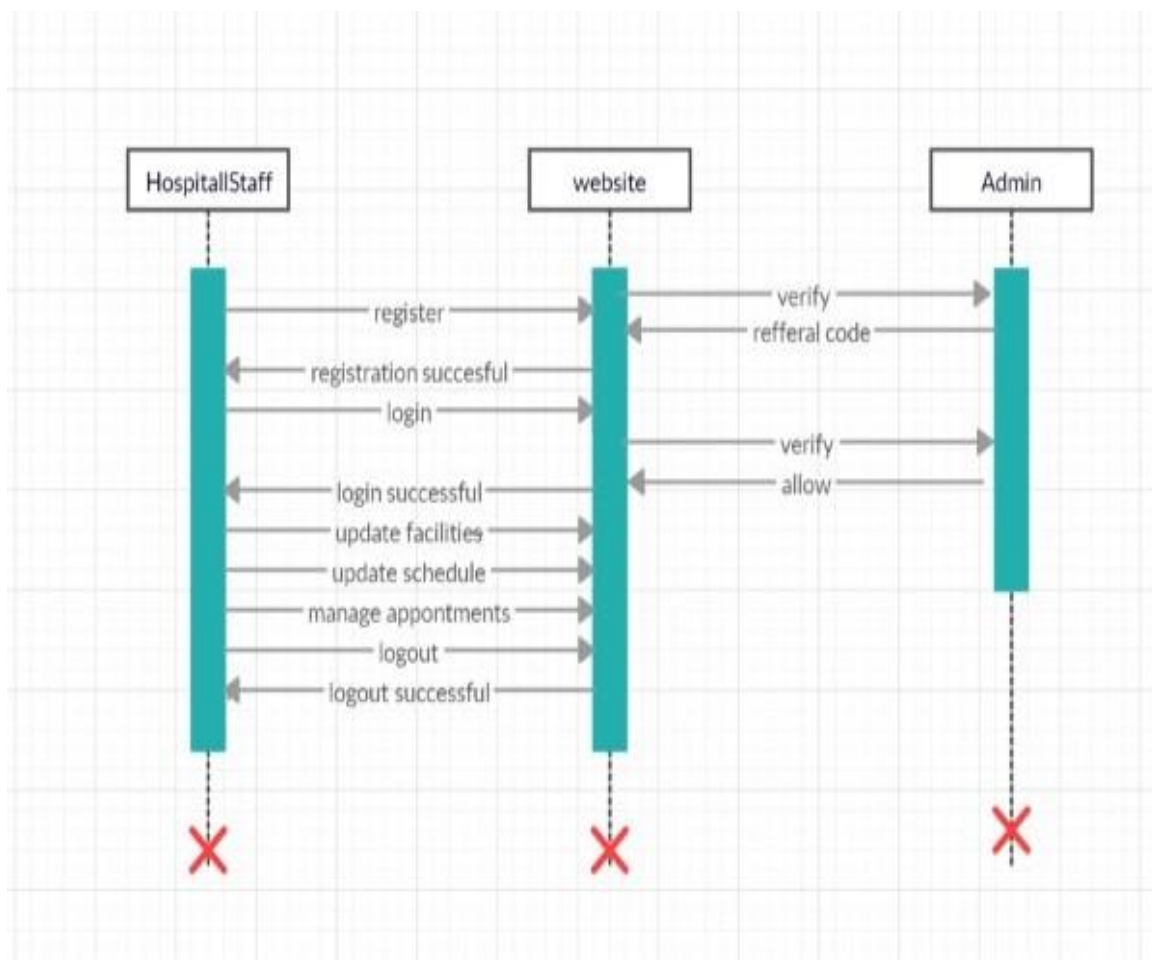 HospitallStaff
website
Admin
verify
register
refferal code
registration succesful
login
verify
allow
login successful
update facilities
update schedule
manage appontments
logout
logout successful